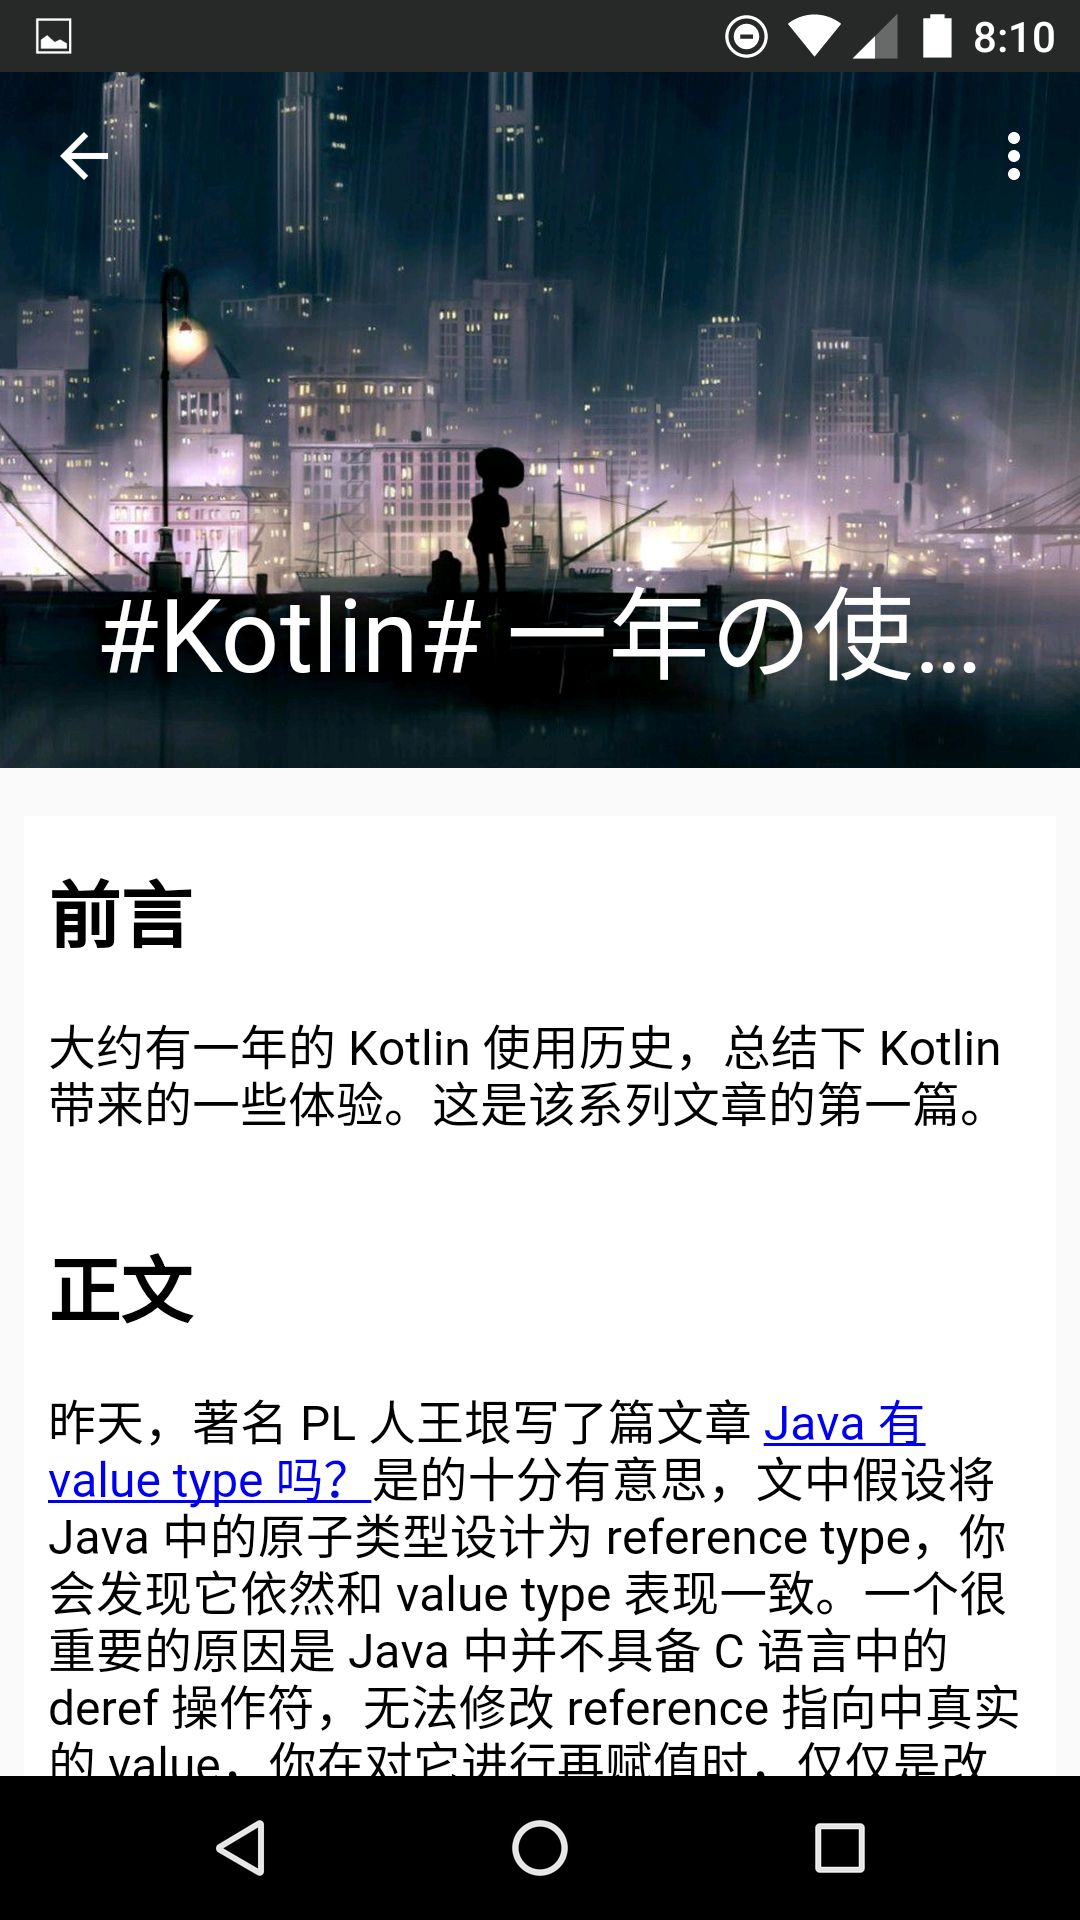 8:10
#Kotlin# 一年の使...
前言
大约有一年的 Kotlin 使用历史，总结下 Kotlin
带来的一些体验。这是该系列文章的第一篇。
正文
昨天，著名 PL 人王垠写了篇文章 Java 有
value type 吗？是的十分有意思，文中假设将
Java 中的原子类型设计为 reference type，你
会发现它依然和 value type 表现一致。一个很
重要的原因是 Java 中并不具备 C 语言中的
deref 操作符，无法修改 reference 指向中真实
的 value，你在对它进行再赋值时，仅仅是改